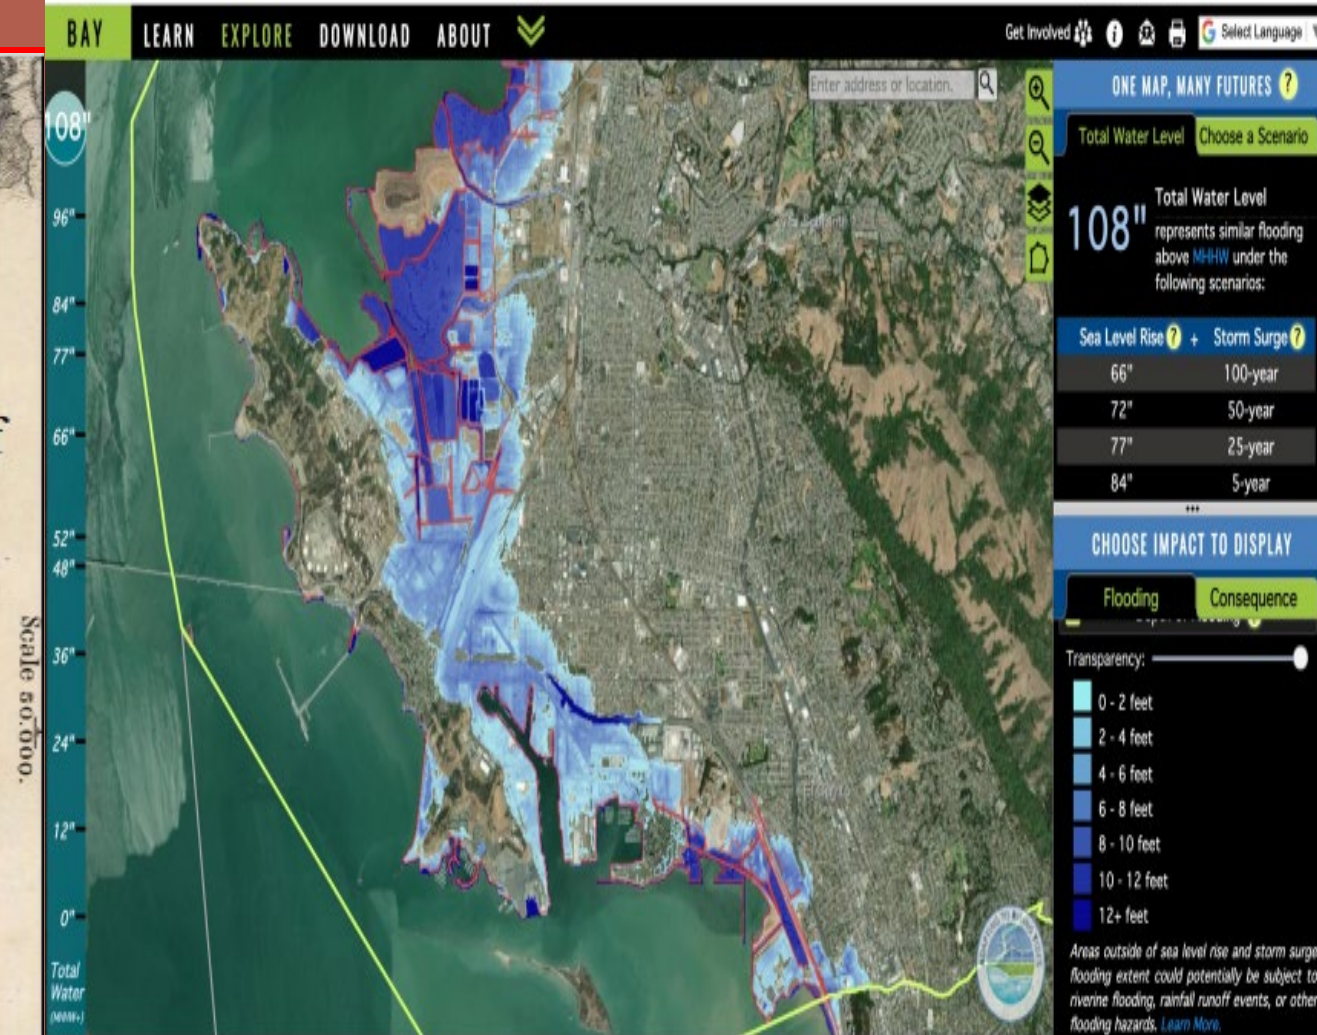 BAY LEARN EXPLORE DOWNLOAD ABOUT
Get Involved
Select Language
Enter address or location.
108"
96"
84"
77"
66"
52"
48"
36"
24"
12"
0"
Total
Water
(MHHW+)
Scale 50.000.
ONE MAP, MANY FUTURES ?
Total Water Level Choose a Scenario
108"
Total Water Level
represents similar flooding
above MHHW under the
following scenarios:
Sea Level Rise ? + Storm Surge ?
66" 100-year
72" 50-year
77" 25-year
84" 5-year
CHOOSE IMPACT TO DISPLAY
Flooding Consequence
Transparency:
0 - 2 feet
2 - 4 feet
4 - 6 feet
6 - 8 feet
8 - 10 feet
10 - 12 feet
12+ feet
Areas outside of sea level rise and storm surge
flooding extent could potentially be subject to
riverine flooding, rainfall runoff events, or other
flooding hazards. Learn More.